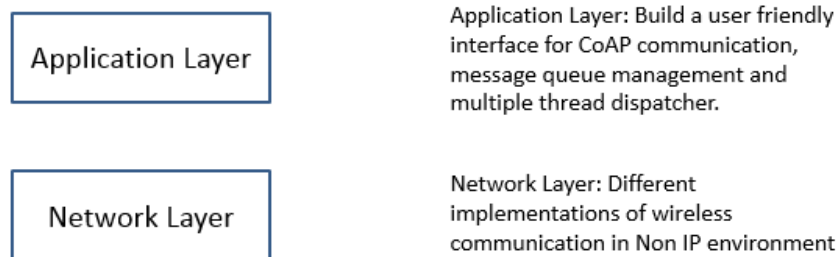 Application Layer
Application Layer: Build a user friendly
interface for CoAP communication,
message queue management and
multiple thread dispatcher.
Network Layer
Network Layer: Different
implementations of wireless
communication in Non IP environment